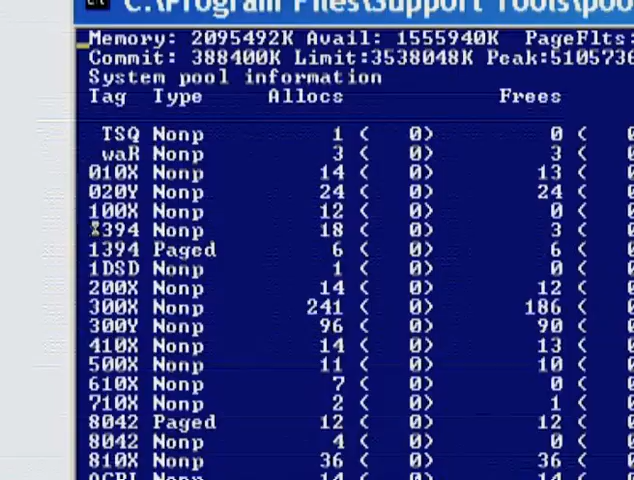 C:\Program Files\Support Tools\poo
Memory: 2095492K Avail: 1555940K PageFlts:
Commit: 388400K Limit:3538048K Peak:5105736
System pool information
Tag Type Allocs Frees
TSQ Nonp 1 ( 0) 0 (
waR Nonp 3 ( 0) 3 (
010X Nonp 14 ( 0) 13 (
020Y Nonp 24 ( 0) 24 (
100X Nonp 12 ( 0) 0 (
1394 Nonp 18 ( 0) 3 (
1394 Paged 6 ( 0) 6 (
1DSD Nonp 1 ( 0) 0 (
200X Nonp 14 ( 0) 12 (
300X Nonp 241 ( 0) 186 (
300Y Nonp 96 ( 0) 90 (
410X Nonp 14 ( 0) 13 (
500X Nonp 11 ( 0) 10 (
610X Nonp 7 ( 0) 0 (
710X Nonp 2 ( 0) 1 (
8042 Paged 12 ( 0) 12 (
8042 Nonp 4 ( 0) 0 (
810X Nonp 36 ( 0) 36 (